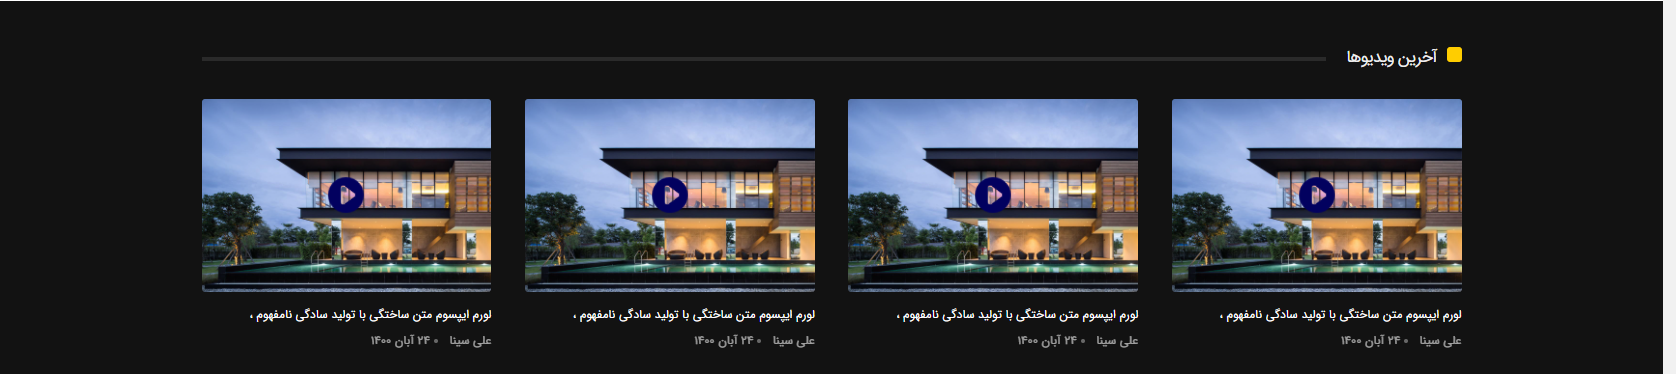 آخرین ویدیوها
لورم ایپسوم متن ساختگی با تولید سادگی نامفهوم ،
علی سینا • ۲۴ آبان ۱۴۰۰
لورم ایپسوم متن ساختگی با تولید سادگی نامفهوم ،
علی سینا • ۲۴ آبان ۱۴۰۰
لورم ایپسوم متن ساختگی با تولید سادگی نامفهوم ،
علی سینا • ۲۴ آبان ۱۴۰۰
لورم ایپسوم متن ساختگی با تولید سادگی نامفهوم ،
علی سینا • ۲۴ آبان ۱۴۰۰